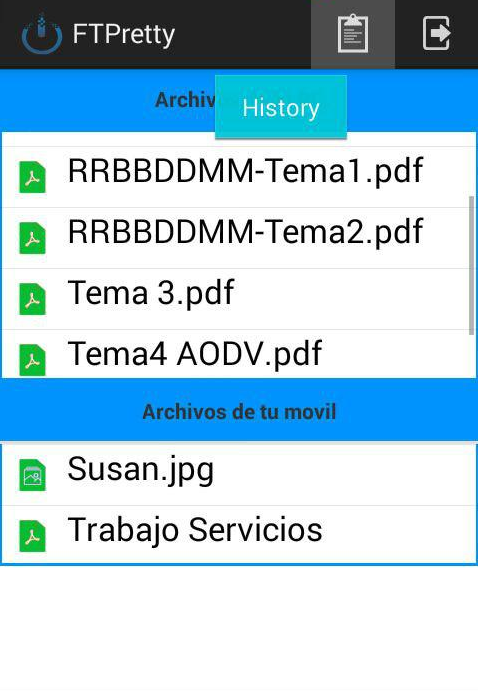 FTPretty
History
RRBBDDMM-Tema1.pdf
RRBBDDMM-Tema2.pdf
Tema 3.pdf
Tema4 AODV.pdf
Archivos de tu movil
Susan.jpg
Trabajo Servicios